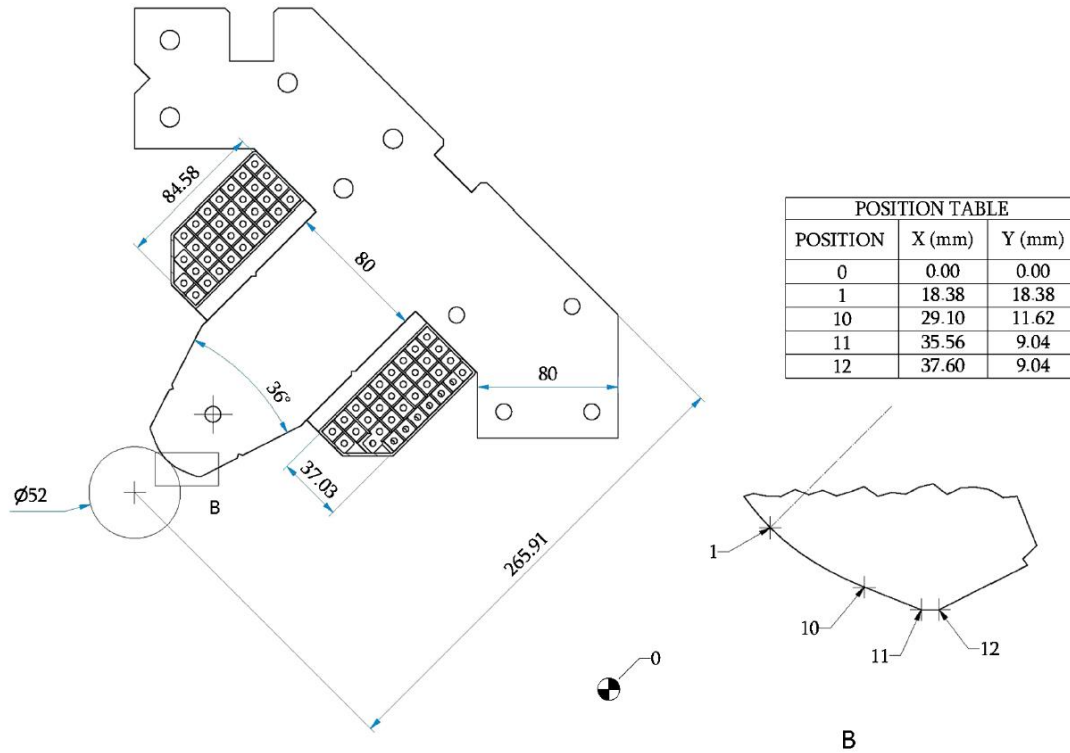 84.58
80
36°
80
37.03
Ø52
B
265.91
0
POSITION TABLE
POSITION X (mm) Y (mm)
0 0.00 0.00
1 18.38 18.38
10 29.10 11.62
11 35.56 9.04
12 37.60 9.04
1
10
11
12
B